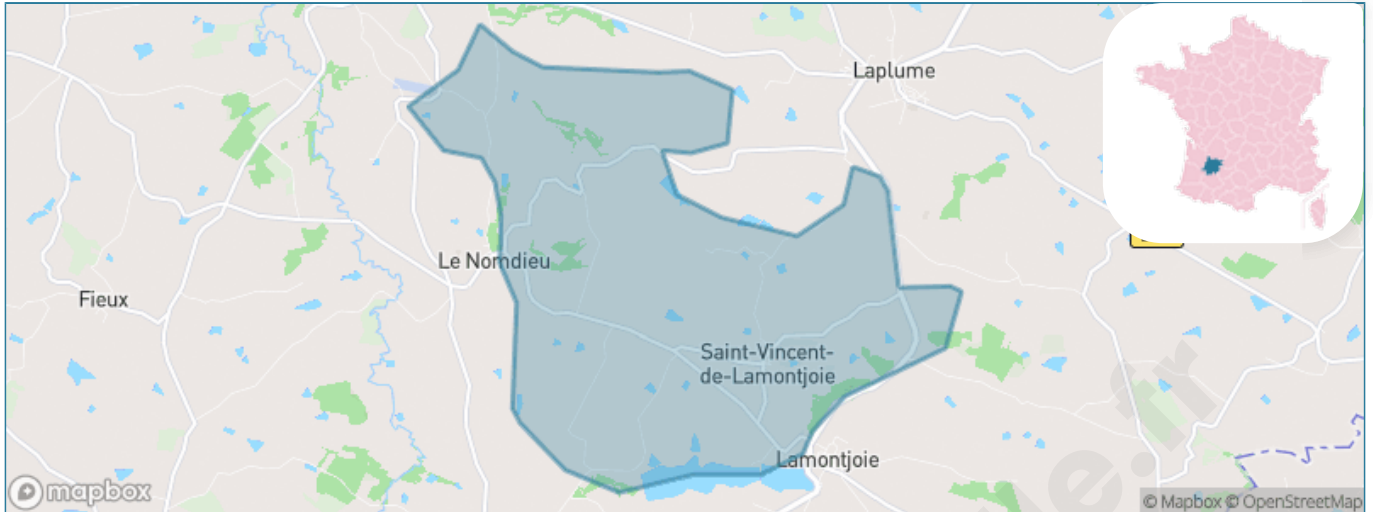 Laplume
Le Nomdieu
Fieux
Saint-Vincent-
de-Lamontjoie
Lamontjoie
mapbox
© Mapbox © OpenStreetMap